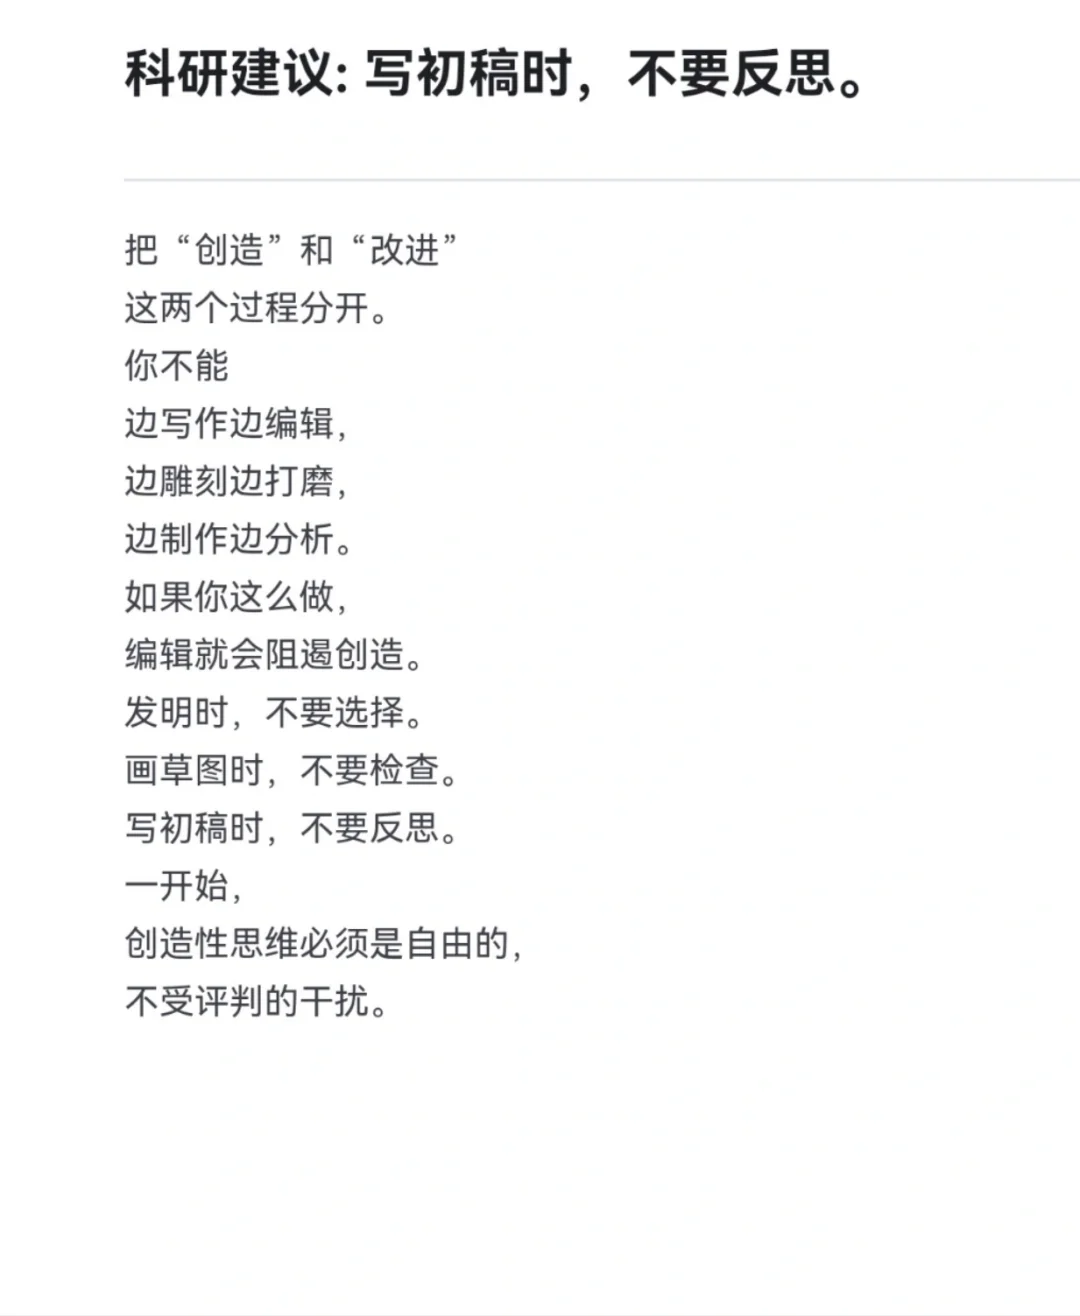 科研建议: 写初稿时，不要反思。
把“创造”和“改进”
这两个过程分开。
你不能
边写作边编辑，
边雕刻边打磨，
边制作边分析。
如果你这么做，
编辑就会阻遏创造。
发明时，不要选择。
画草图时，不要检查。
写初稿时，不要反思。
一开始，
创造性思维必须是自由的，
不受评判的干扰。